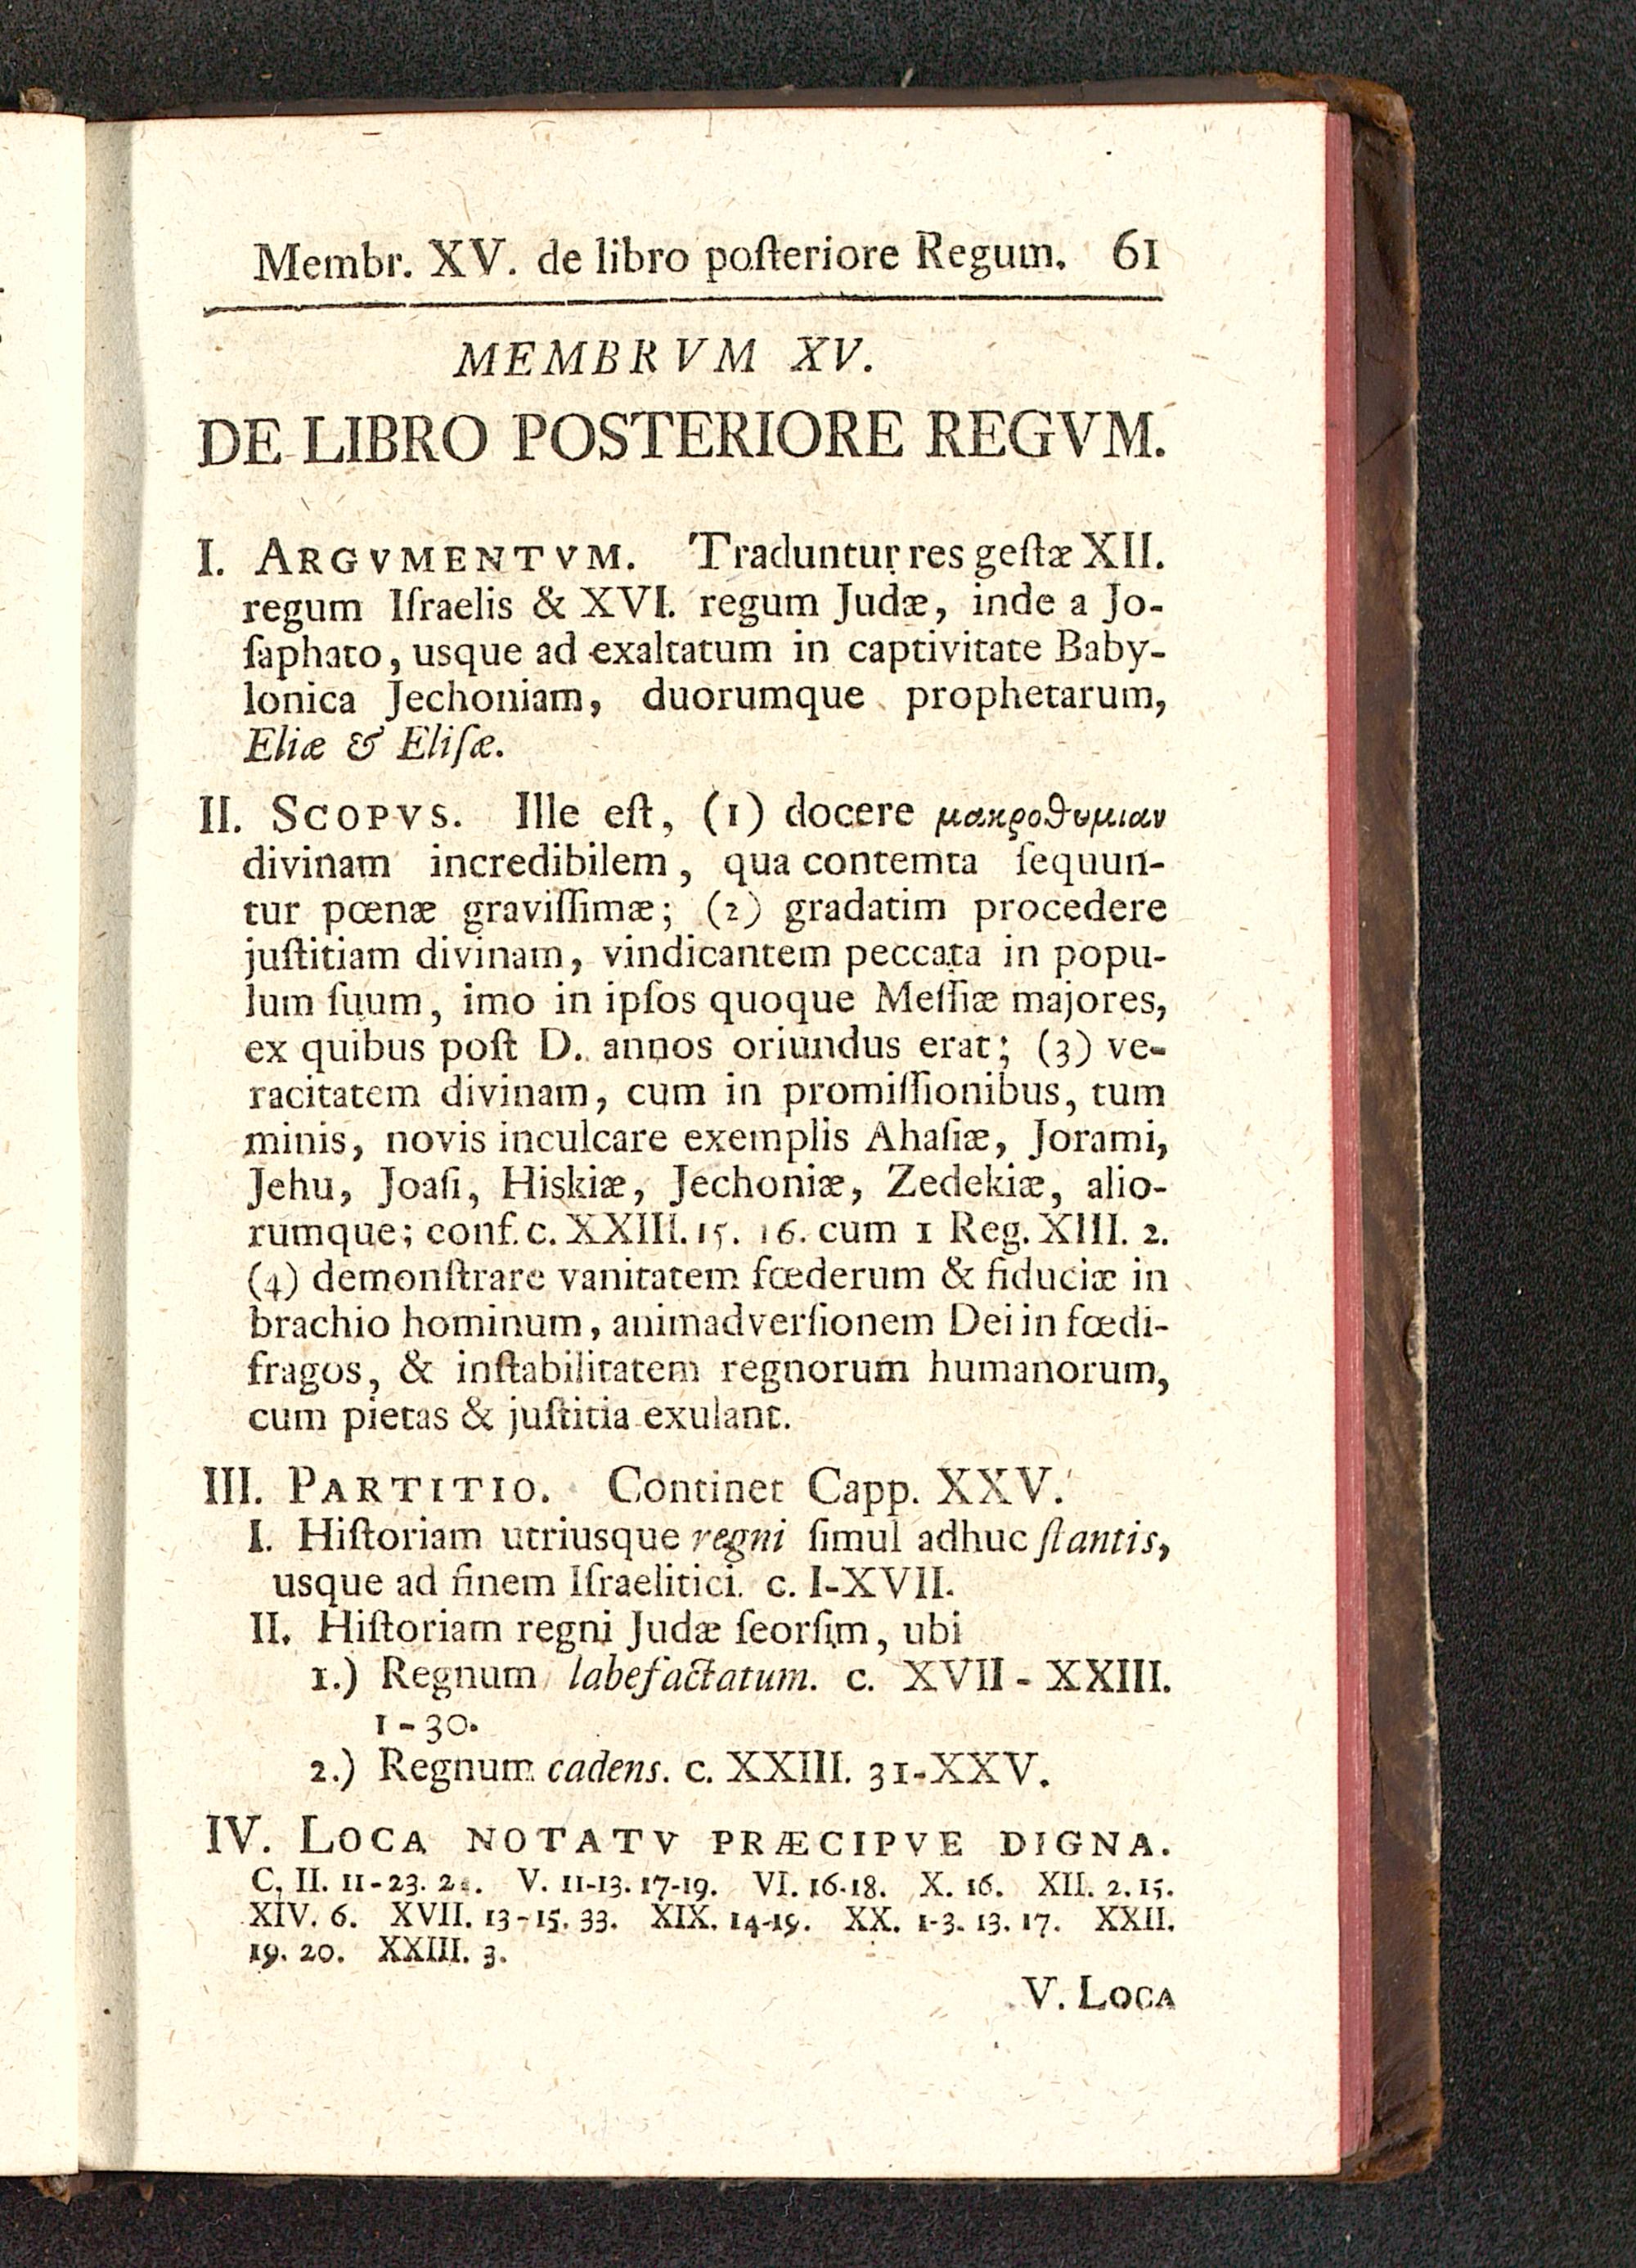 Membr. XV. de libro poſteriore Regum. 61
MEMBRVM XV.
DE LIBRO POSTERIORE REGVM.
I. ARGVMENTVM. Traduntur res geſtæ XII.
regum Iſraelis & XVI. regum Judæ, inde a Jo-
ſaphato, usque ad exaltatum in captivitate Baby-
lonica Jechoniam, duorumque prophetarum,
Eliæ & Eliſæ.
II. SCOPVS. Ille eſt, (1) docere μακροθυμιαν
divinam incredibilem, qua contemta ſequun-
tur pœnæ graviſſimæ; (2) gradatim procedere
juſtitiam divinam, vindicantem peccata in popu-
lum ſuum, imo in ipſos quoque Meſſiæ majores,
ex quibus poſt D. annos oriundus erat; (3) ve-
racitatem divinam, cum in promiſſionibus, tum
minis, novis inculcare exemplis Ahaſiæ, Jorami,
Jehu, Joaſi, Hiskiæ, Jechoniæ, Zedekiæ, alio-
rumque; conf. c. XXIII. 15. 16. cum 1 Reg. XIII. 2.
(4) demonſtrare vanitatem fœderum & fiduciæ in
brachio hominum, animadverſionem Dei in fœdi-
fragos, & inſtabilitatem regnorum humanorum,
cum pietas & juſtitia exulant.
III. PARTITIO. Continet Capp. XXV.
I. Hiſtoriam utriusque regni ſimul adhuc ſtantis,
usque ad finem Iſraelitici. c. I-XVII.
II. Hiſtoriam regni Judæ ſeorſim, ubi
1.) Regnum labefactatum. c. XVII - XXIII.
1 - 30.
2.) Regnum cadens. c. XXIII. 31-XXV.
IV. LOCA NOTATV PRÆCIPVE DIGNA.
C. II. 11-23. V. 11-13. 17-19. VI. 16-18. X. 16. XII. 2. 15.
XIV. 6. XVII. 13-15. 33. XIX. 14-19. XX. 1-3. 13. 17. XXII.
19. 20. XXIII. 3.
V. LOCA